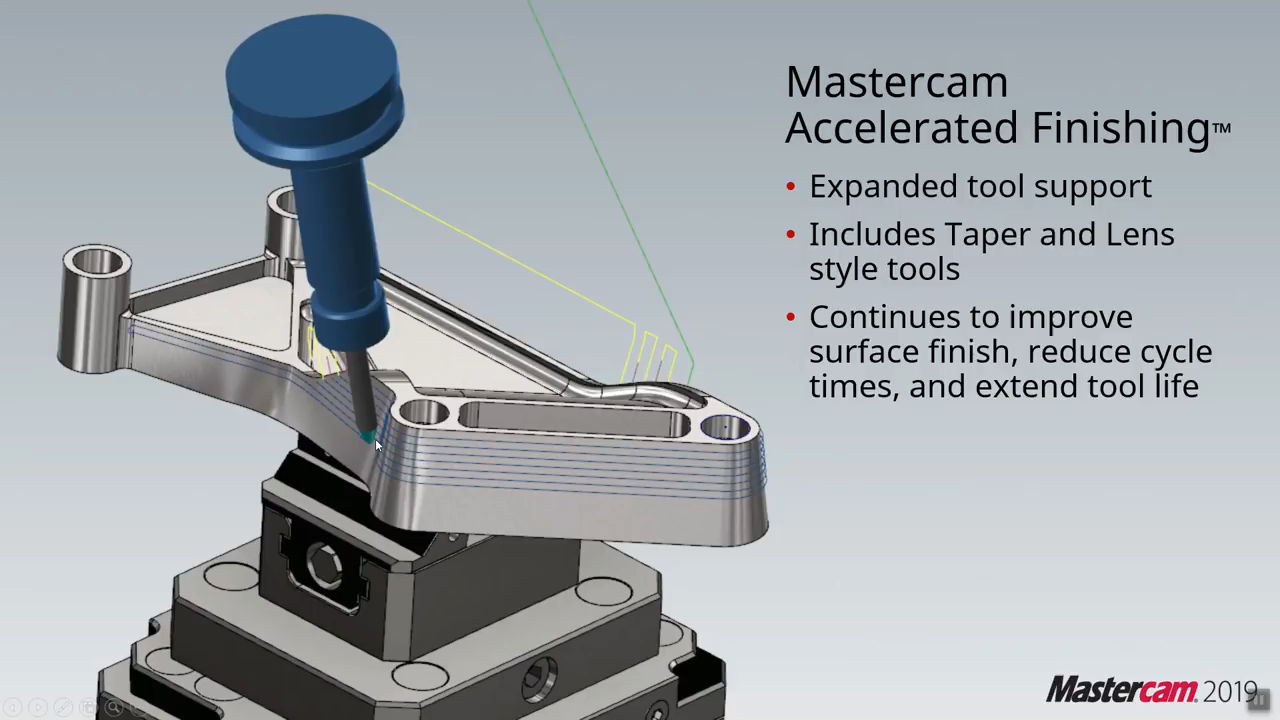 Mastercam
Accelerated Finishing™
• Expanded tool support
• Includes Taper and Lens
style tools
• Continues to improve
surface finish, reduce cycle
times, and extend tool life
Mastercam. 2019